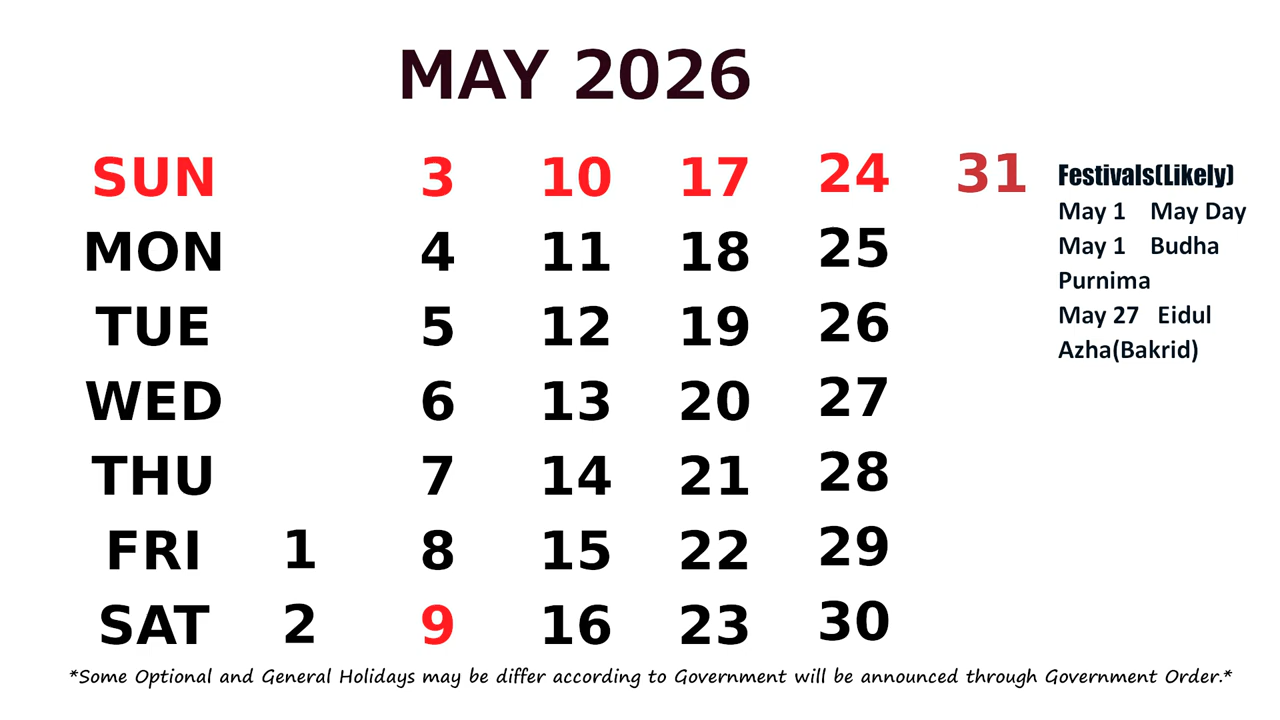 MAY 2026
SUN 3 10 17 24 31
MON 4 11 18 25
TUE 5 12 19 26
WED 6 13 20 27
THU 7 14 21 28
FRI 1 8 15 22 29
SAT 2 9 16 23 30
Festivals(Likely)
May 1 May Day
May 1 Budha
Purnima
May 27 Eidul
Azha(Bakrid)
*Some Optional and General Holidays may be differ according to Government will be announced through Government Order.*